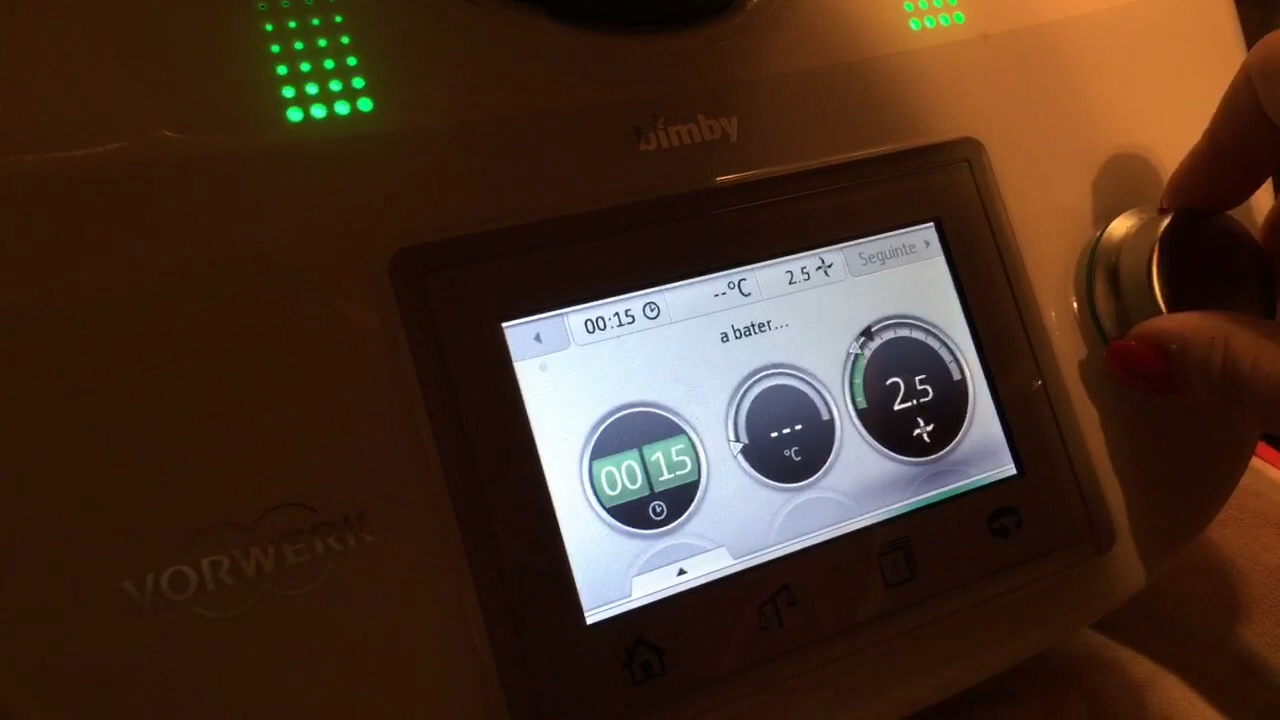 bimby
00:15 --°C 2.5 Seguinte
a bater...
00 15
---
°C
2.5
VORWERK